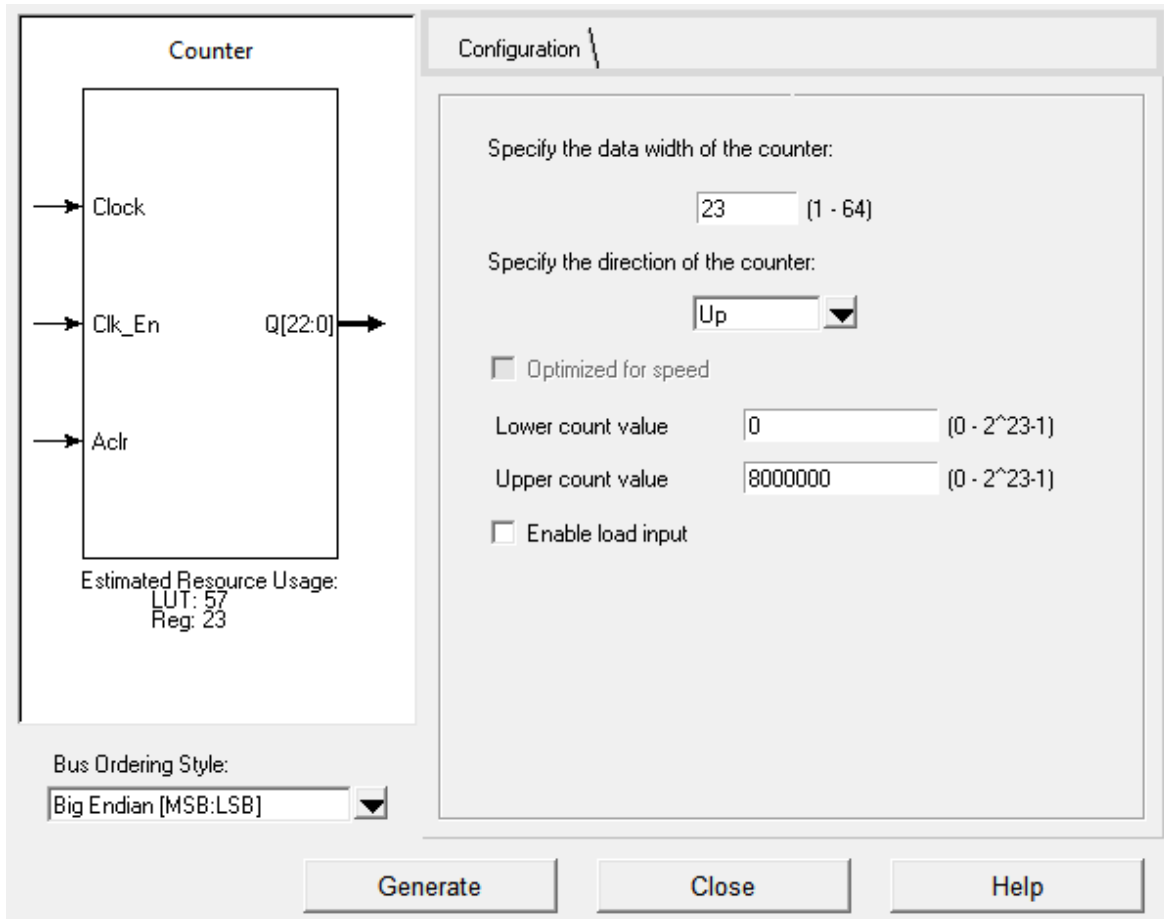 Counter
Clock
Clk_En
Q[22:0]
Aclr
Estimated Resource Usage:
LUT: 57
Reg: 23
Bus Ordering Style:
Big Endian [MSB:LSB]
Configuration
Specify the data width of the counter:
23 (1 - 64)
Specify the direction of the counter:
Up
Optimized for speed
Lower count value 0 (0 - 2^23-1)
Upper count value 8000000 (0 - 2^23-1)
Enable load input
Generate Close Help